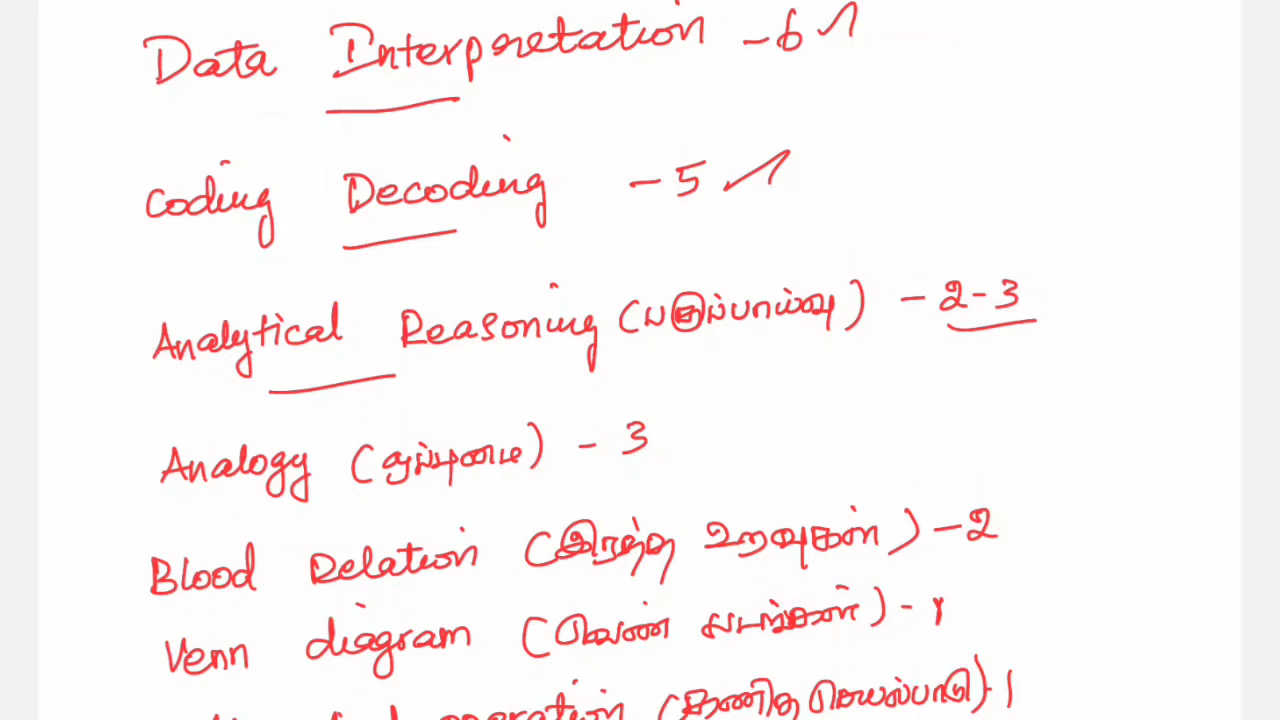 Data Interpretation - 6
Coding Decoding - 5
Analytical Reasoning (பகுப்பாய்வு) - 2-3
Analogy (ஒப்புமை) - 3
Blood Relation (இரத்த உறவுகள்) - 2
Venn diagram (வெண் படங்கள்) - 1
operation (கணித செயல்பாடு) - 1